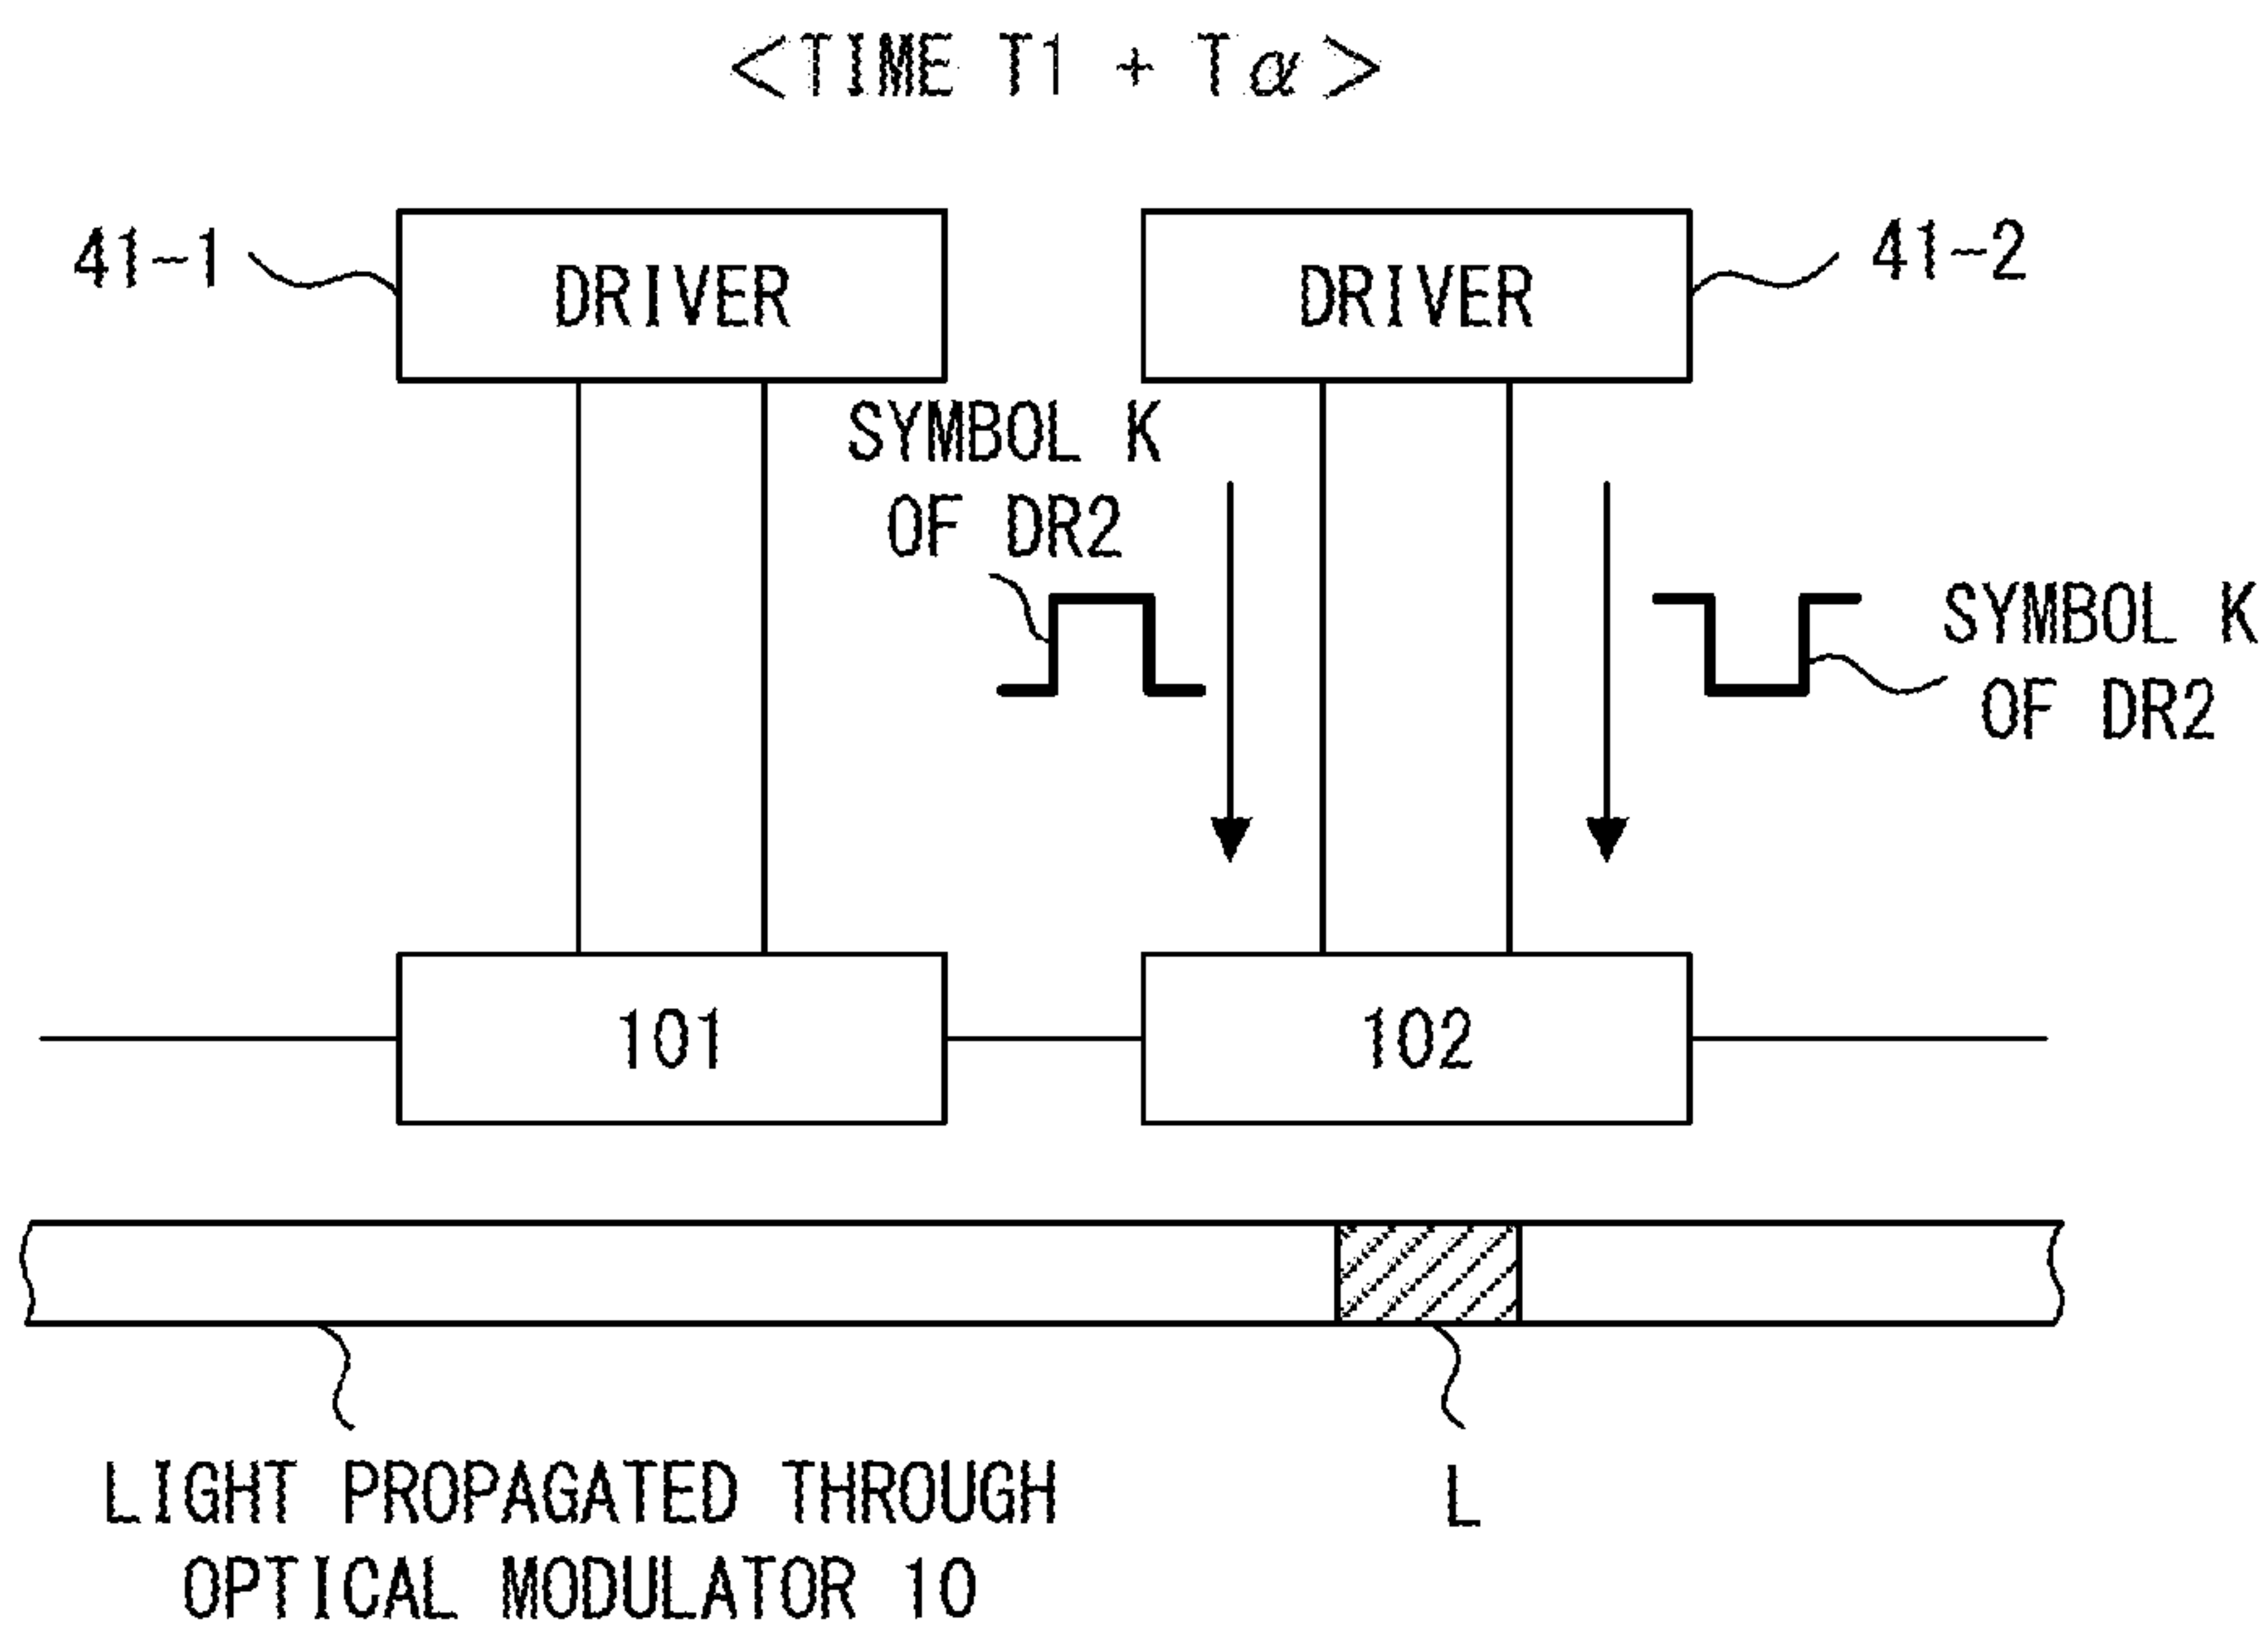 <TIME T1 + Tα>
41-1
DRIVER
DRIVER
41-2
SYMBOL K
OF DR2
SYMBOL K
OF DR2
101
102
LIGHT PROPAGATED THROUGH
OPTICAL MODULATOR 10
L